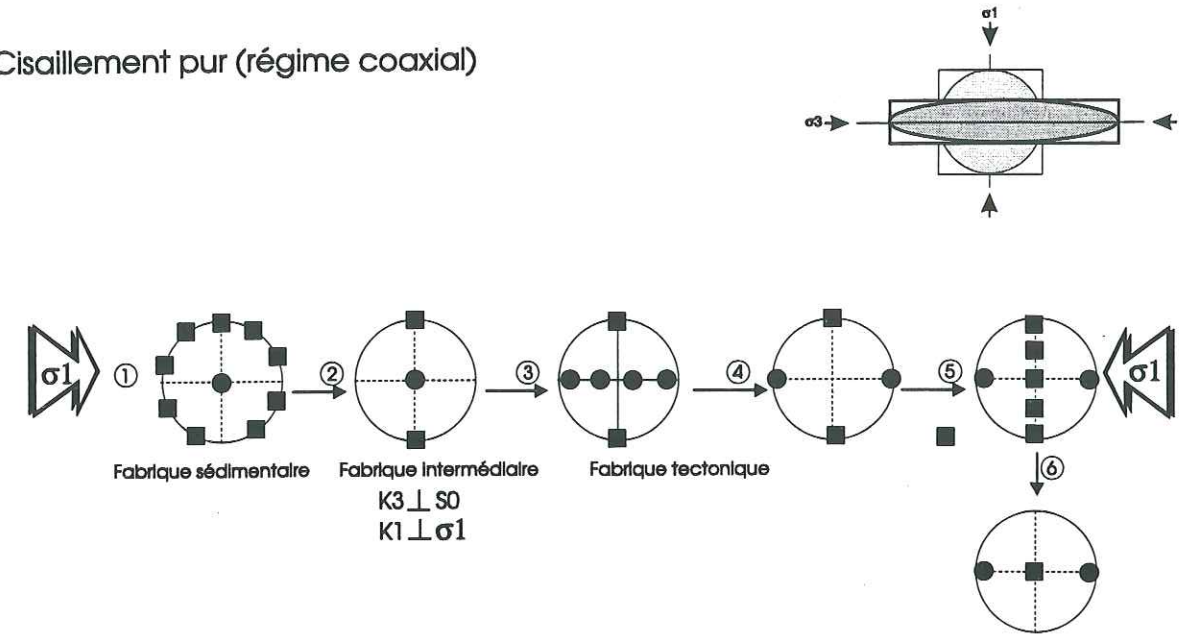 Cisaillement pur (régime coaxial)
σ1
σ3
σ1
①
②
③
④
⑤
σ1
Fabrique sédimentaire
Fabrique intermédiaire
Fabrique tectonique
K3⊥S0
K1⊥σ1
⑥